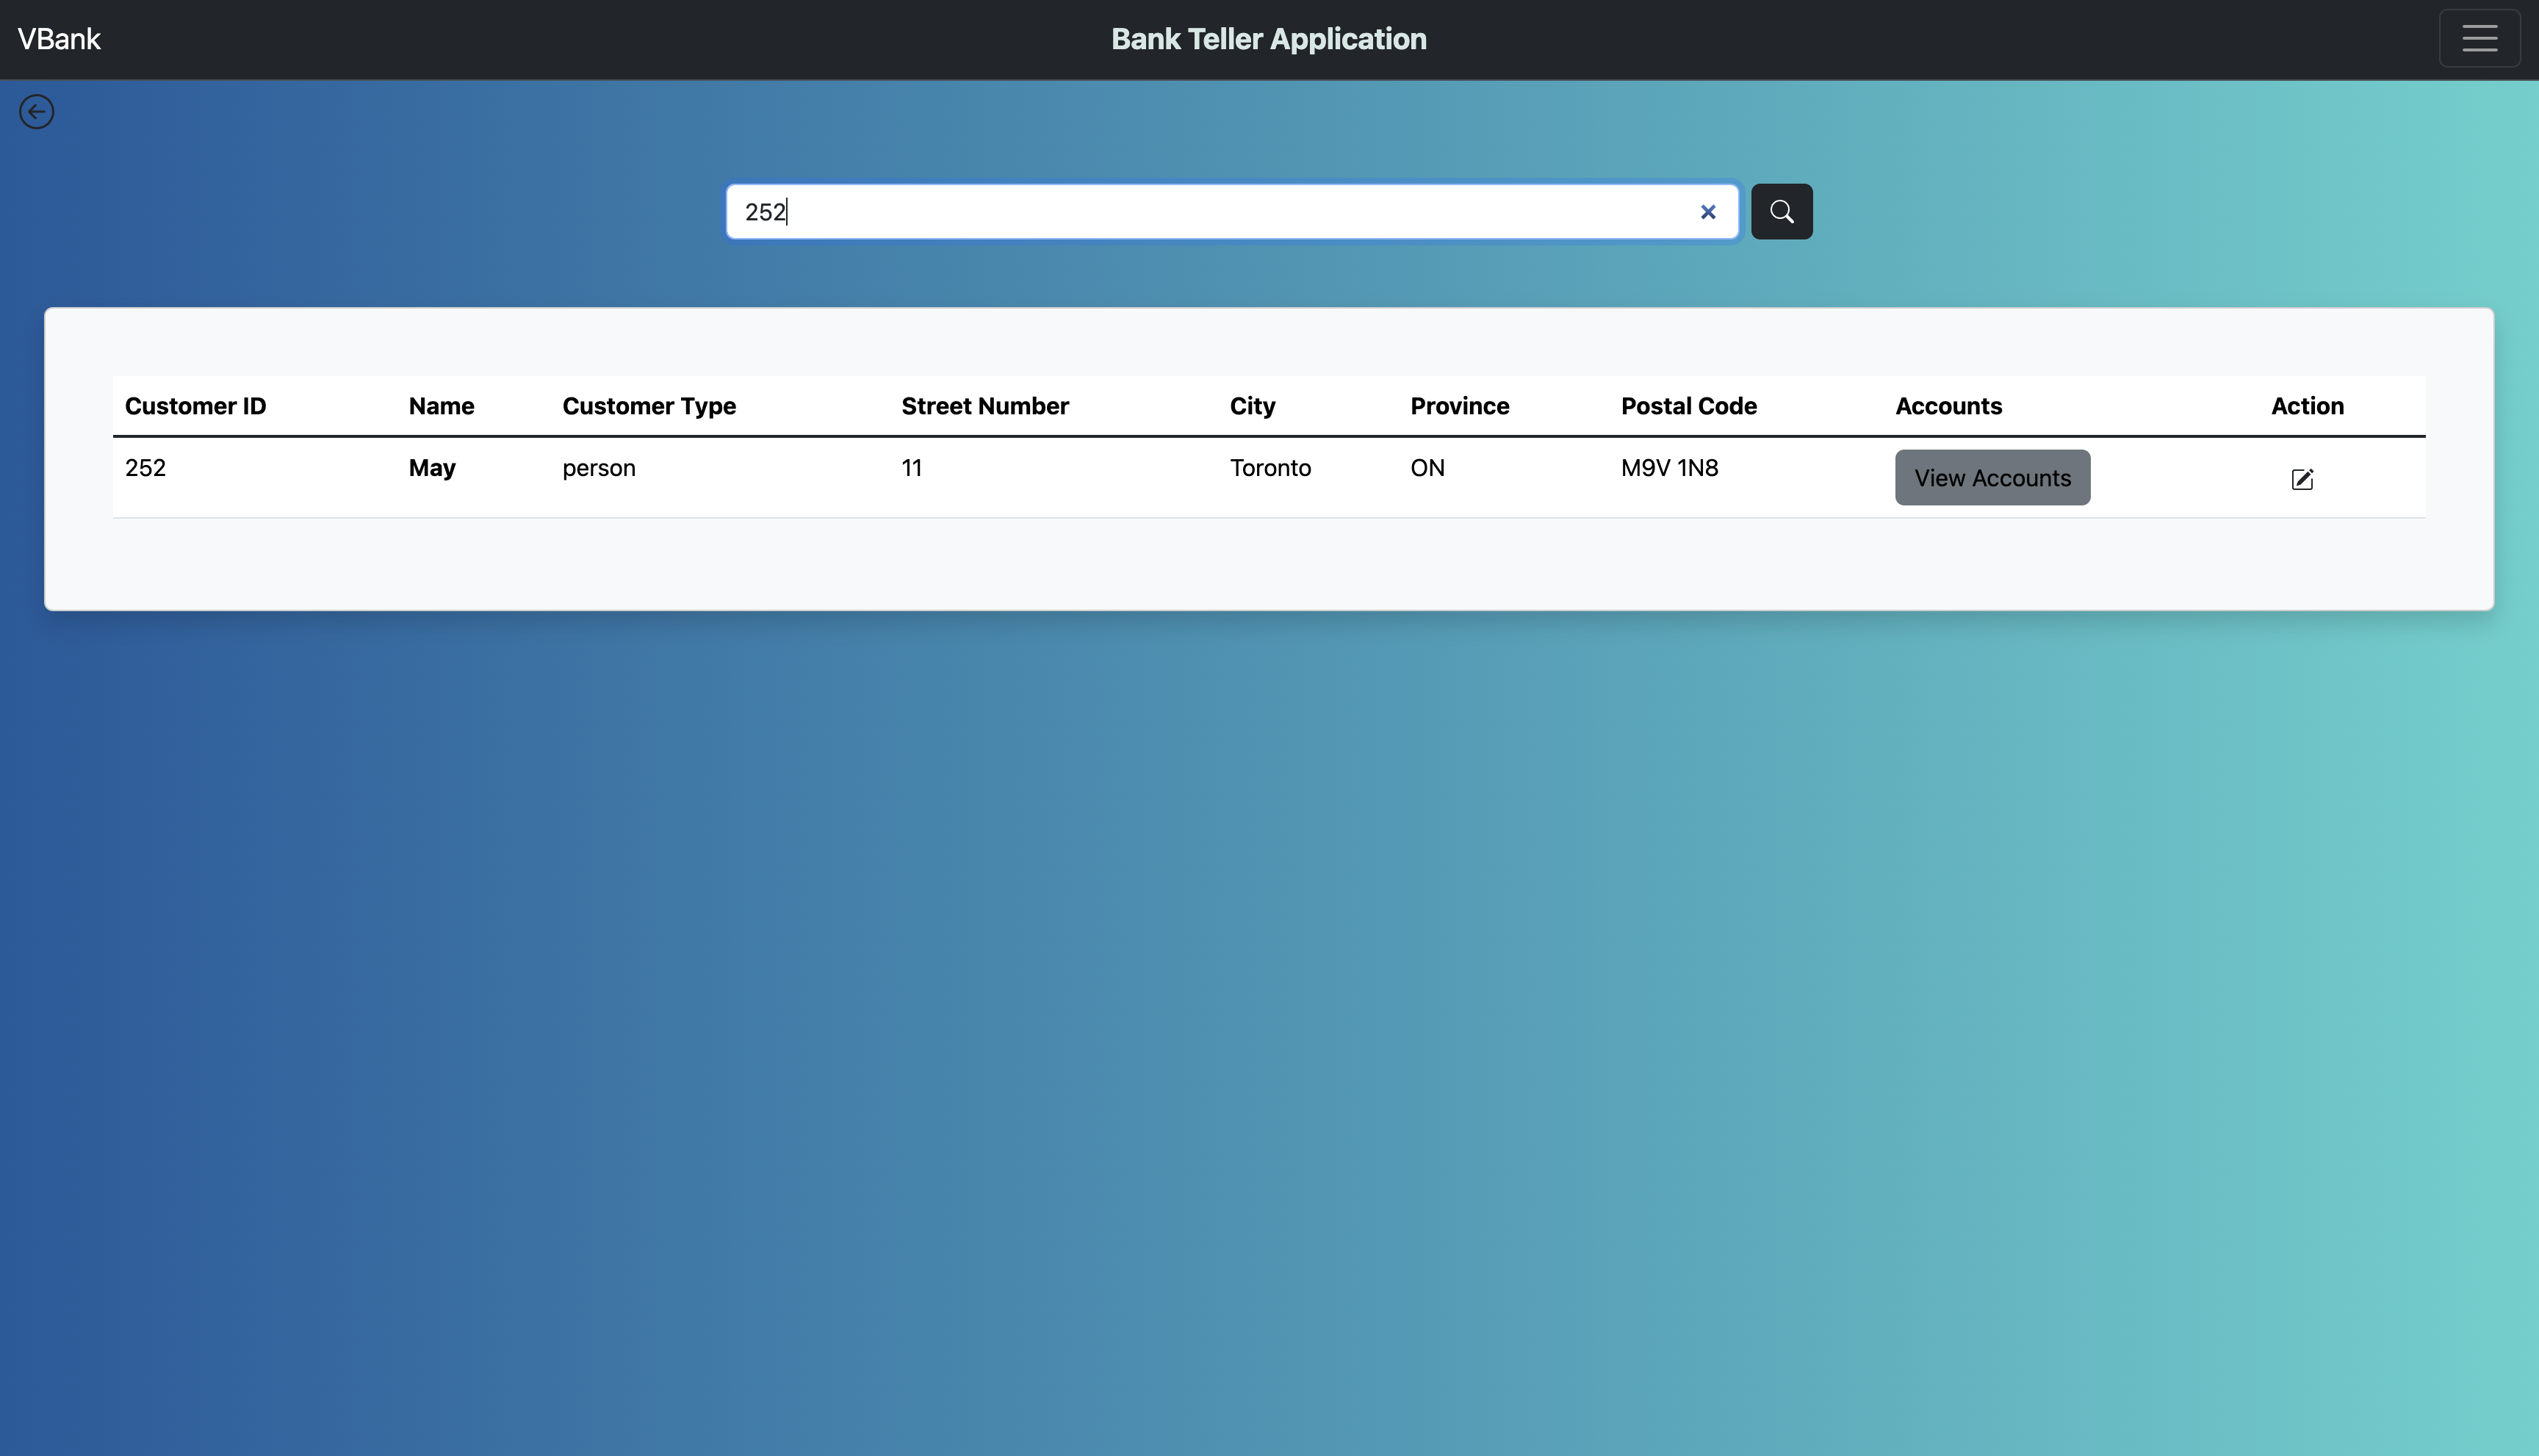 VBank
Bank Teller Application
252
Customer ID Name Customer Type Street Number City Province Postal Code Accounts Action
252 May person 11 Toronto ON M9V 1N8 View Accounts